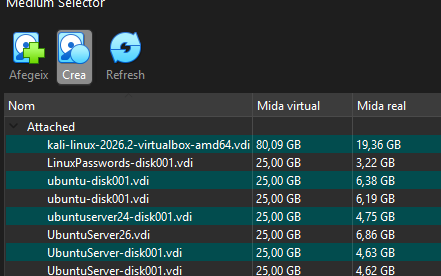 Medium Selector
Afegeix Crea Refresh
Nom Mida virtual Mida real
Attached
kali-linux-2026.2-virtualbox-amd64.vdi 80,09 GB 19,36 GB
LinuxPasswords-disk001.vdi 25,00 GB 3,22 GB
ubuntu-disk001.vdi 25,00 GB 6,38 GB
ubuntu-disk001.vdi 25,00 GB 6,19 GB
ubuntuserver24-disk001.vdi 25,00 GB 4,75 GB
UbuntuServer26.vdi 25,00 GB 6,86 GB
UbuntuServer-disk001.vdi 25,00 GB 4,63 GB
UbuntuServer-disk001.vdi 25,00 GB 4,62 GB